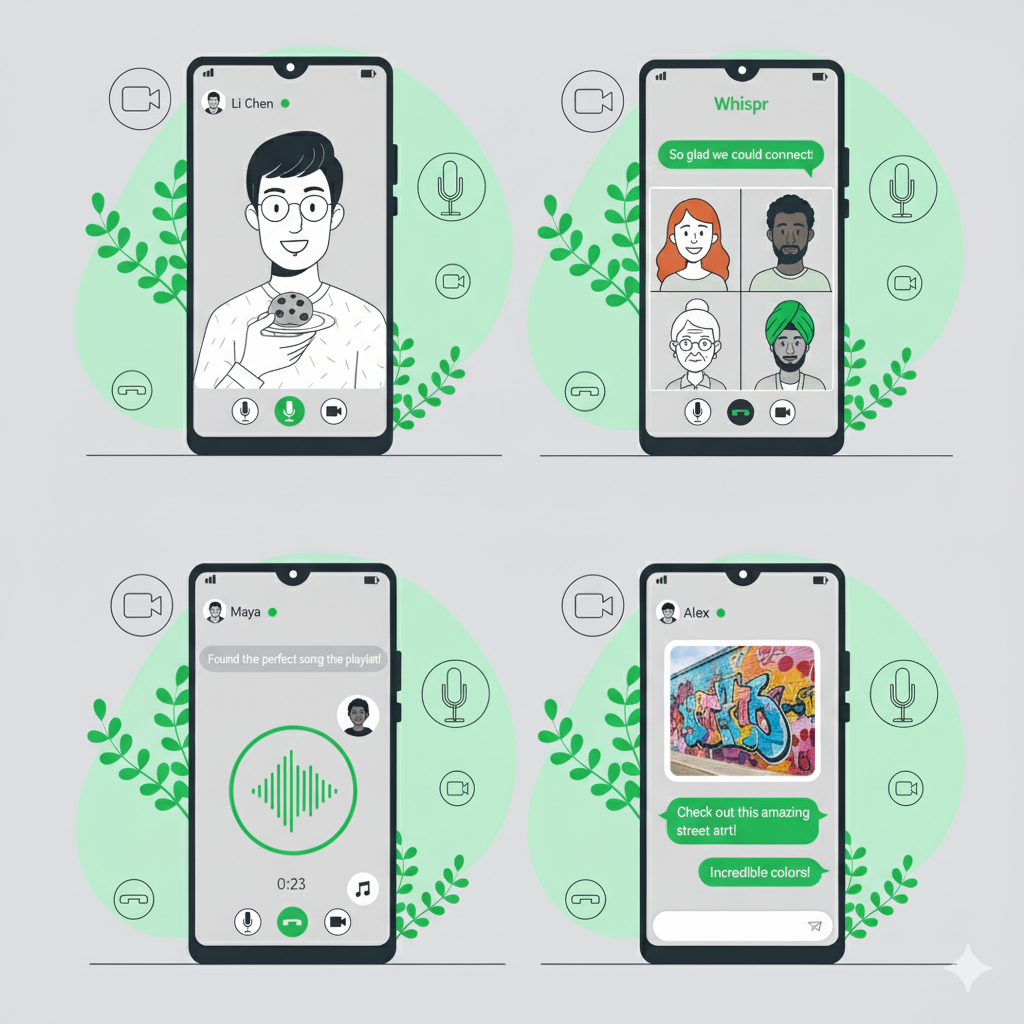 Li Chen
Whispr
So glad we could connect!
Maya
Found the perfect song the playlist!
0:23
Alex
Check out this amazing
street atrt!
Incredible colors!